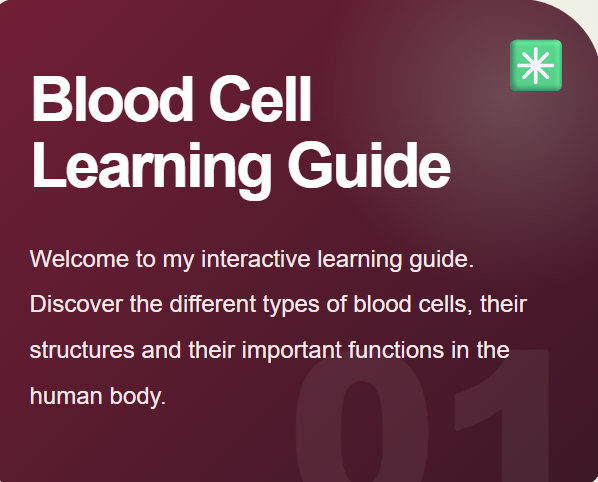 Blood Cell
Learning Guide
Welcome to my interactive learning guide.
Discover the different types of blood cells, their
structures and their important functions in the
human body.
01